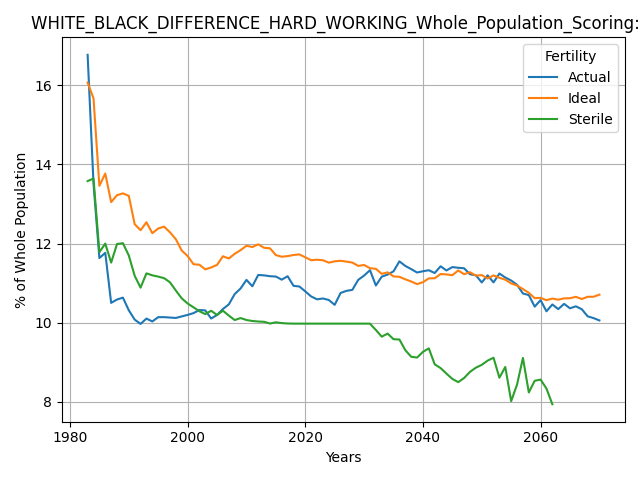 WHITE_BLACK_DIFFERENCE_HARD_WORKING_Whole_Population_Scoring:
Fertility
Actual
Ideal
Sterile
% of Whole Population
16
14
12
10
8
1980 2000 2020 2040 2060
Years